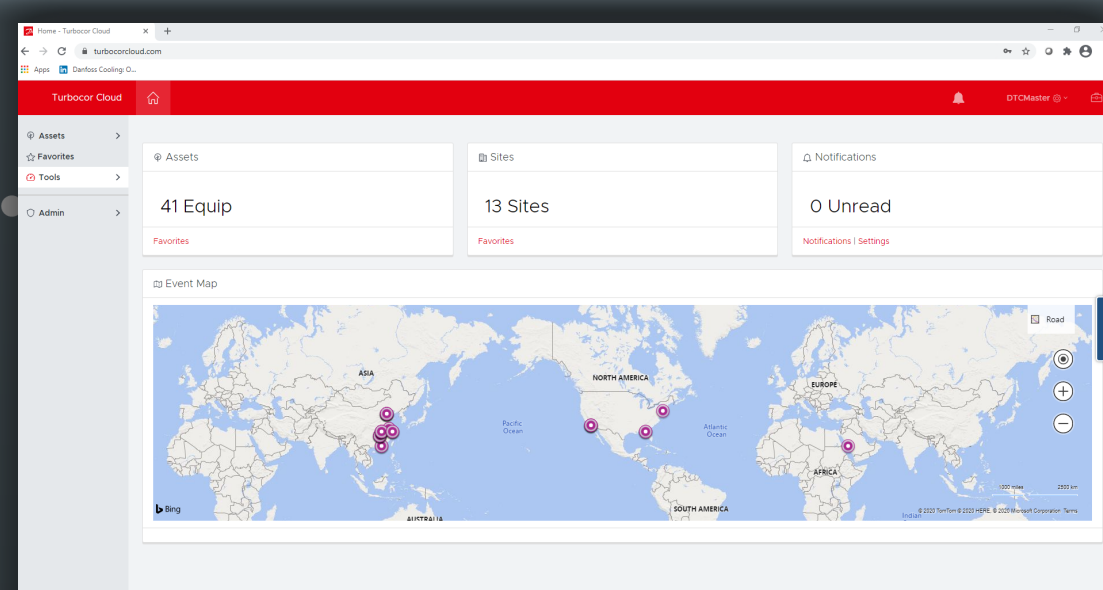 Home - Turbocor Cloud
turbocorcloud.com
Apps Danfoss Cooling: O...
Turbocor Cloud DTCMaster
Assets
Favorites
Tools
Admin
Assets
41 Equip
Favorites
Sites
13 Sites
Favorites
Notifications
0 Unread
Notifications | Settings
Event Map
Road
ASIA
NORTH AMERICA
EUROPE
Pacific
Ocean
Atlantic
Ocean
AFRICA
1000 miles 2500 km
Bing
AUSTRALIA
SOUTH AMERICA
Indian
© 2020 TomTom © 2020 HERE, © 2020 Microsoft Corporation Terms